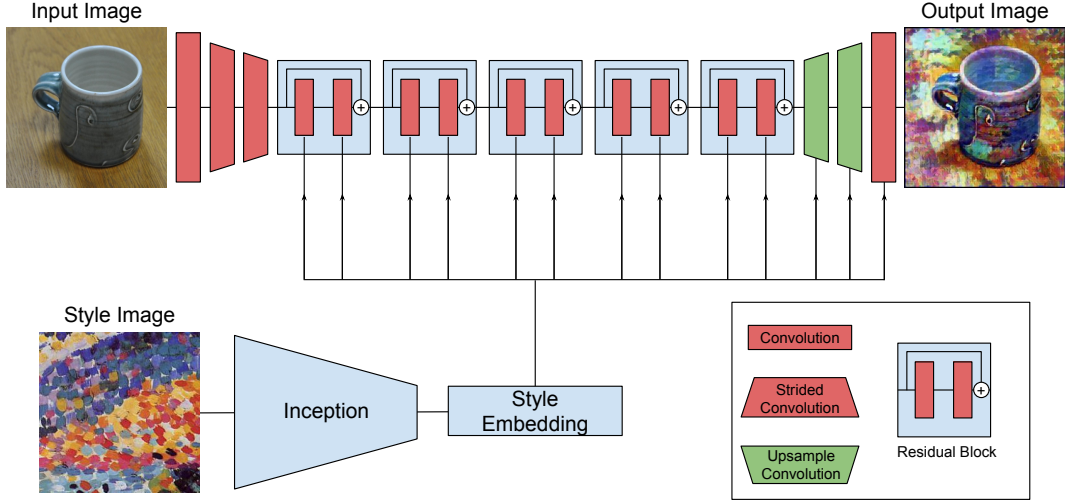 Input Image
Output Image
Style Image
Inception
Style
Embedding
Convolution
Strided
Convolution
Upsample
Convolution
Residual Block